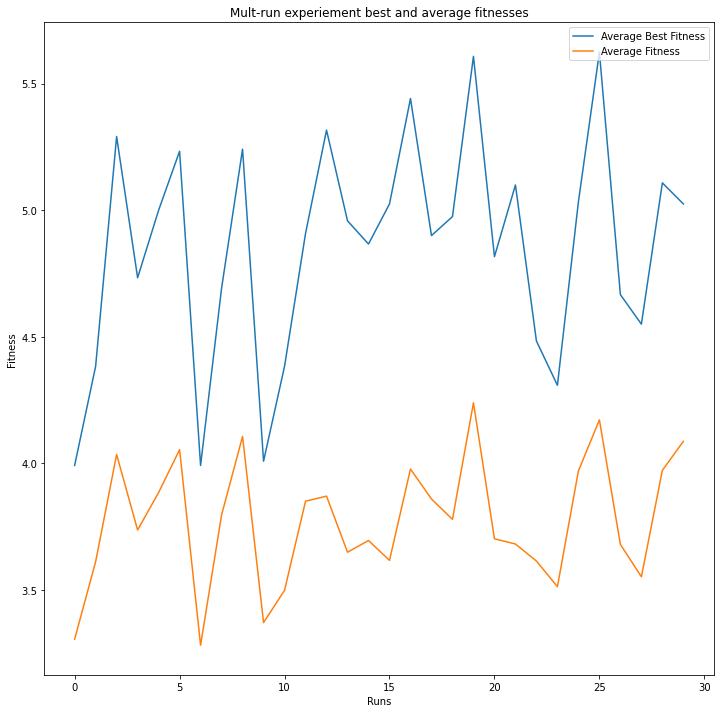 Mult-run experiement best and average fitnesses
Average Best Fitness
Average Fitness
5.5
5.0
4.5
4.0
3.5
Fitness
0 5 10 15 20 25 30
Runs